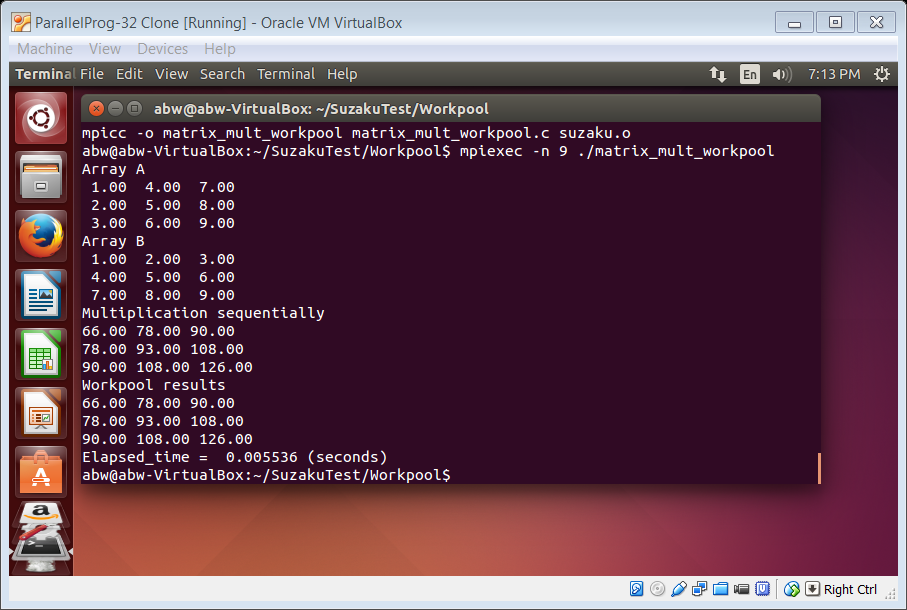 ParallelProg-32 Clone [Running] - Oracle VM VirtualBox
Machine View Devices Help
Terminal File Edit View Search Terminal Help En 7:13 PM
abw@abw-VirtualBox: ~/SuzakuTest/Workpool
mpicc -o matrix_mult_workpool matrix_mult_workpool.c suzaku.o
abw@abw-VirtualBox:~/SuzakuTest/Workpool$ mpiexec -n 9 ./matrix_mult_workpool
Array A
1.00 4.00 7.00
2.00 5.00 8.00
3.00 6.00 9.00
Array B
1.00 2.00 3.00
4.00 5.00 6.00
7.00 8.00 9.00
Multiplication sequentially
66.00 78.00 90.00
78.00 93.00 108.00
90.00 108.00 126.00
Workpool results
66.00 78.00 90.00
78.00 93.00 108.00
90.00 108.00 126.00
Elapsed_time =  0.005536 (seconds)
abw@abw-VirtualBox:~/SuzakuTest/Workpool$
A
a
Right Ctrl